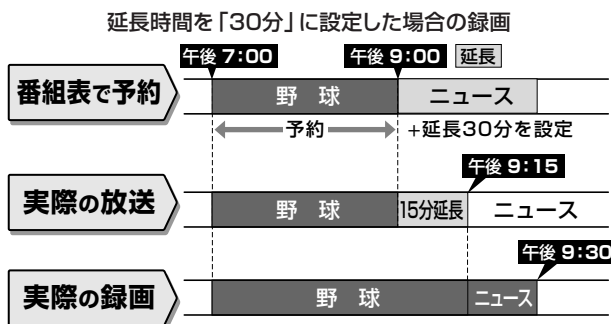 延長時間を「30分」に設定した場合の録画
午後 7:00 午後 9:00 延長
番組表で予約 野 球 ニュース
予約 +延長30分を設定
午後 9:15
実際の放送 野 球 15分延長 ニュース
午後 9:30
実際の録画 野 球 ニュース